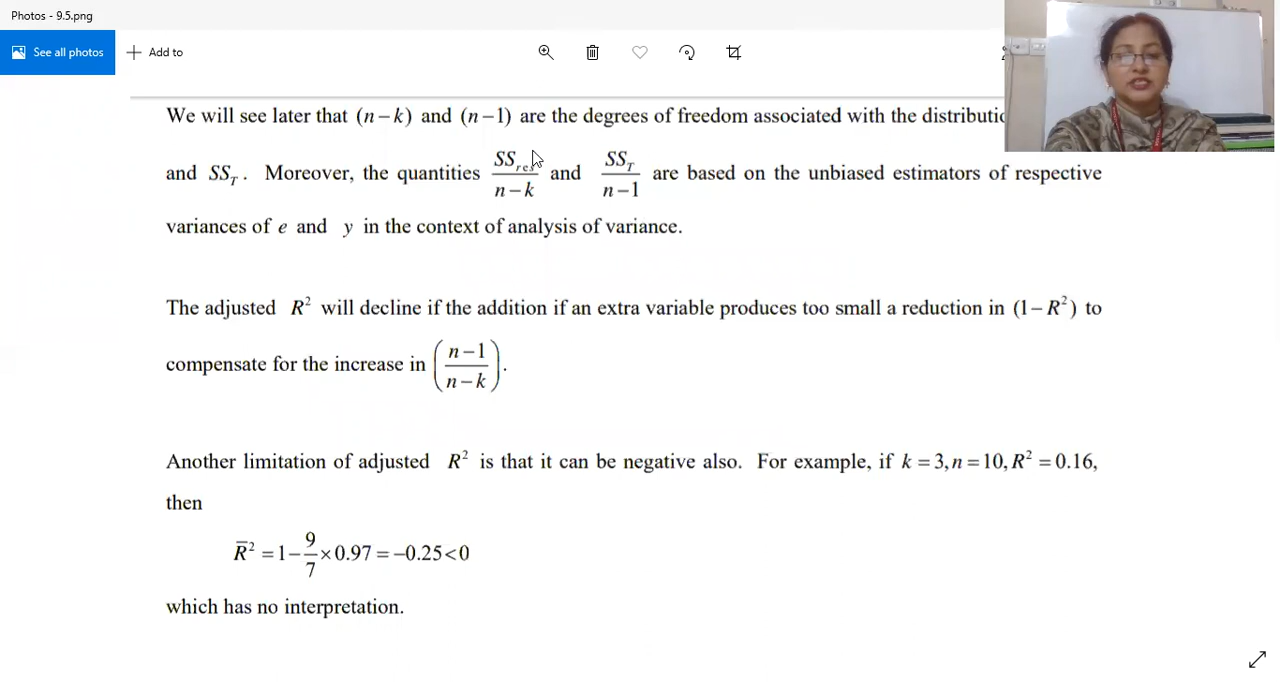 Photos - 9.5.png
See all photos
Add to
We will see later that (n−k) and (n−1) are the degrees of freedom associated with the
and SS_T. Moreover, the quantities SS_res/n−k and SS_T/n−1 are based on the unbiased estimators of respective
variances of e and y in the context of analysis of variance.
The adjusted R² will decline if the addition if an extra variable produces too small a reduction in (1−R²) to
compensate for the increase in (n−1/n−k).
Another limitation of adjusted R² is that it can be negative also. For example, if k = 3, n = 10, R² = 0.16,
then
R̄² = 1−9/7×0.97 = −0.25<0
which has no interpretation.